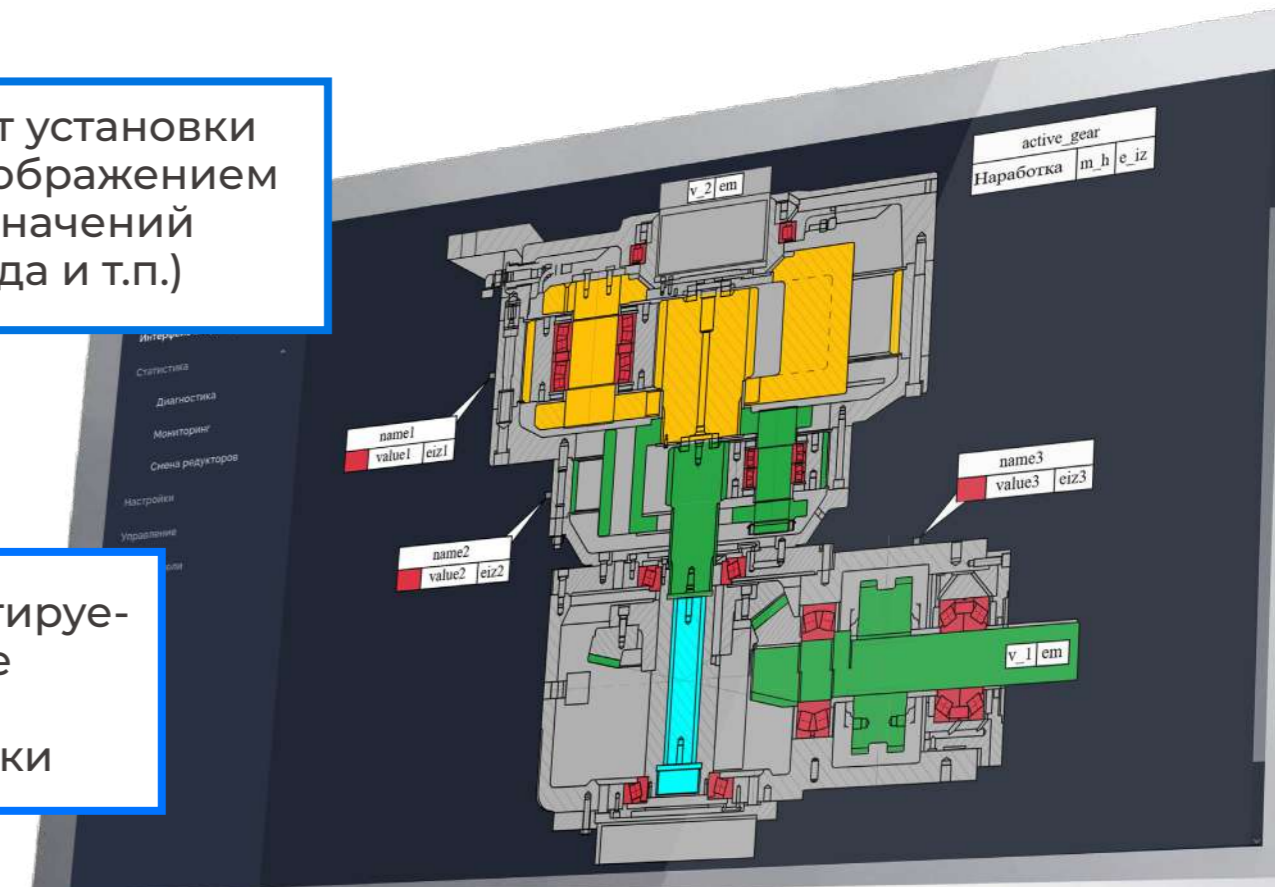 т установки
ображением
начений
да и т.п.)
Статистика
Диагностика
Мониторинг
Смена редукторов
Настройки
Управление
тируе-
е
ки
active_gear
Наработка m_h e_iz
v_2 em
name1
value1 eiz1
name2
value2 eiz2
name3
value3 eiz3
v_1 em